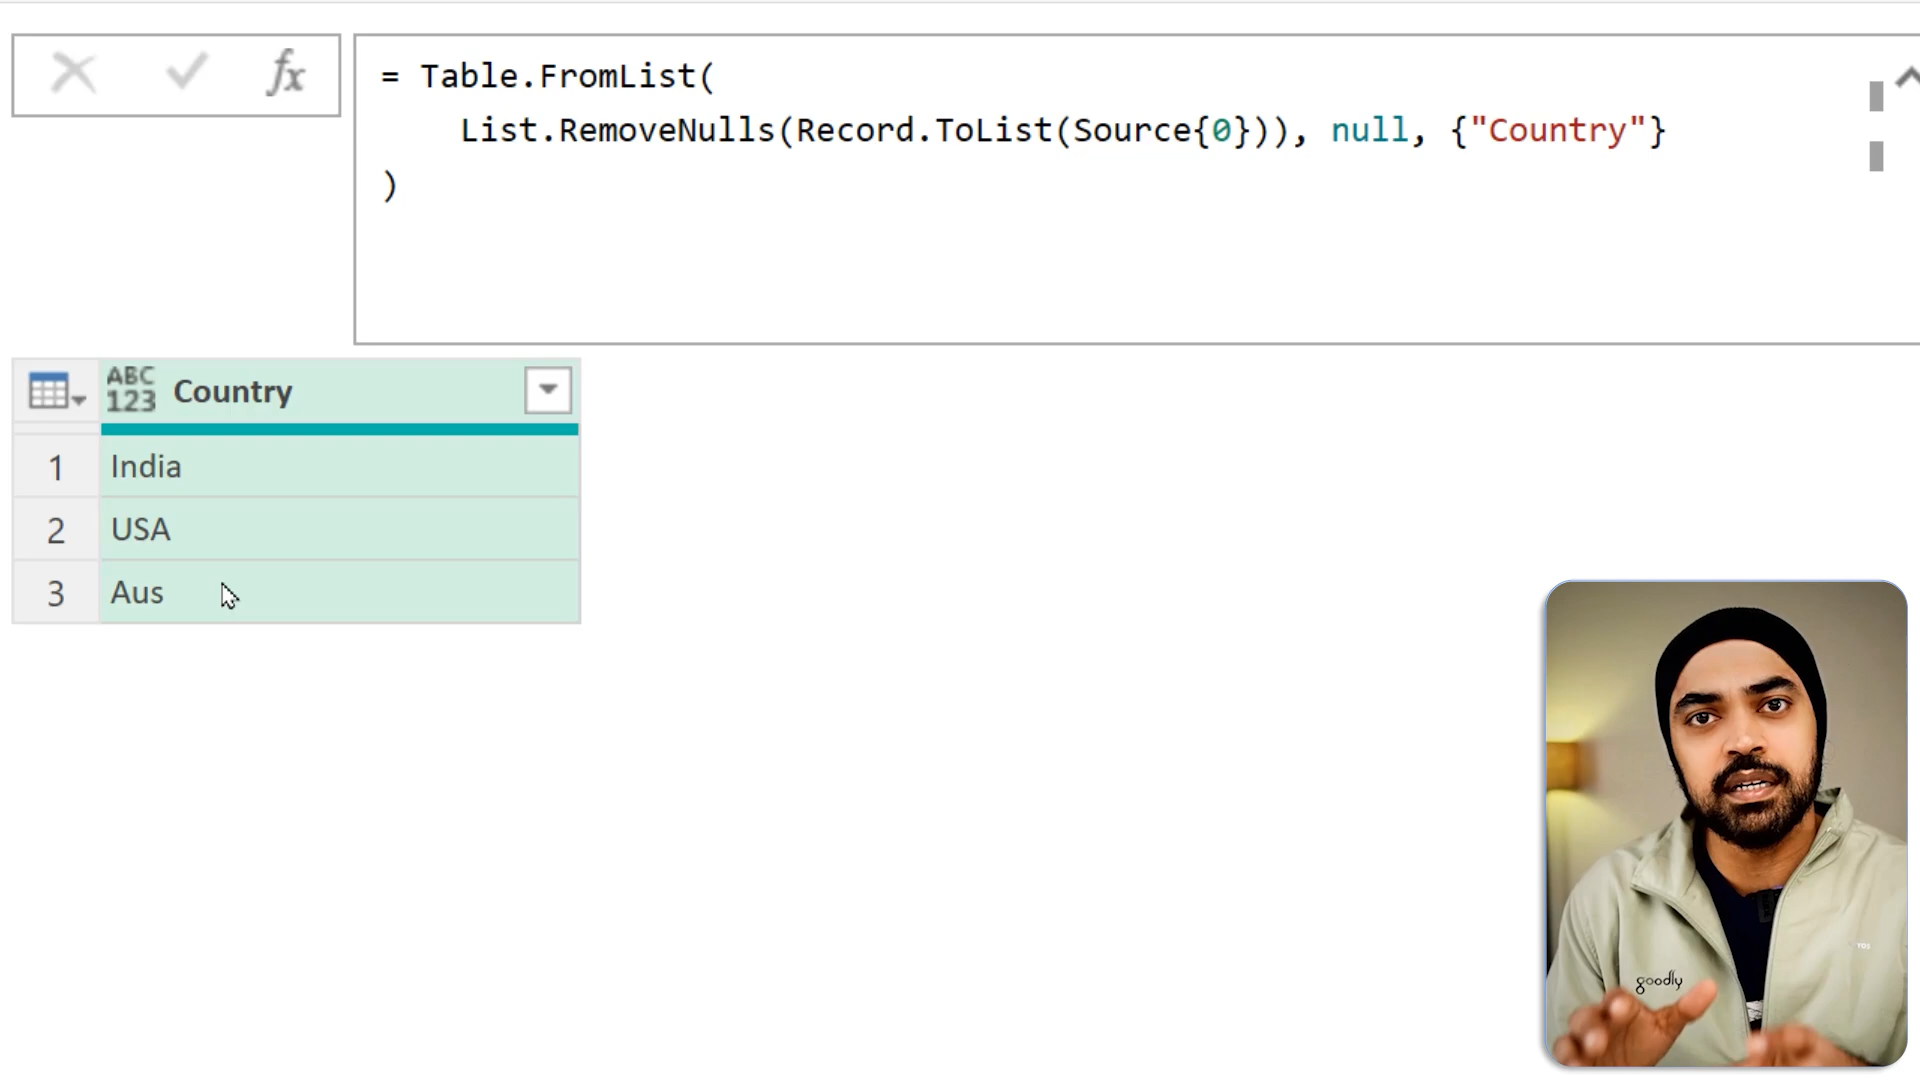 fx
= Table.FromList(
List.RemoveNulls(Record.ToList(Source{0})), null, {"Country"}
)
ABC
123
Country
1 India
2 USA
3 Aus
goodly